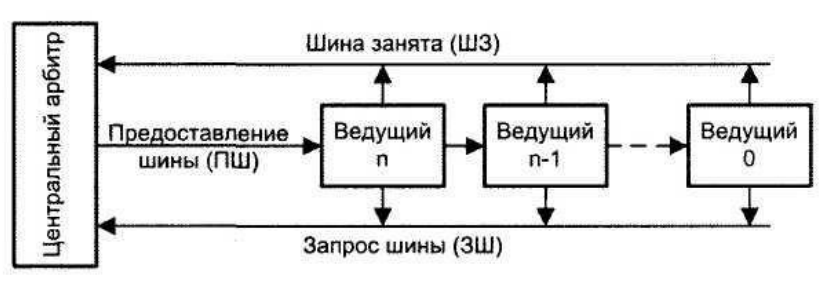 Центральный арбитр
Шина занята (ШЗ)
Предоставление
шины (ПШ)
Ведущий
n
Ведущий
n-1
Ведущий
0
Запрос шины (ЗШ)